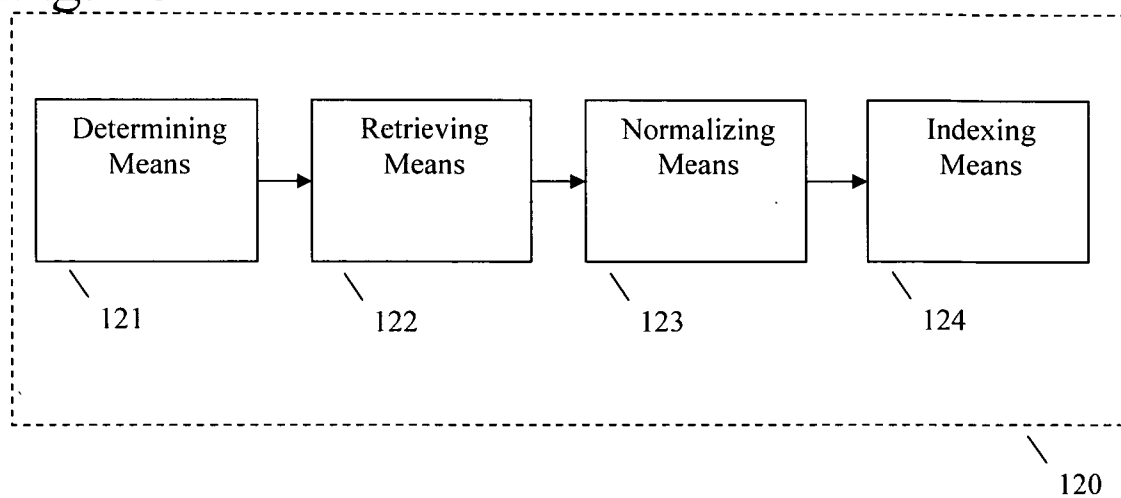 Determining
Means
Retrieving
Means
Normalizing
Means
Indexing
Means
121
122
123
124
120